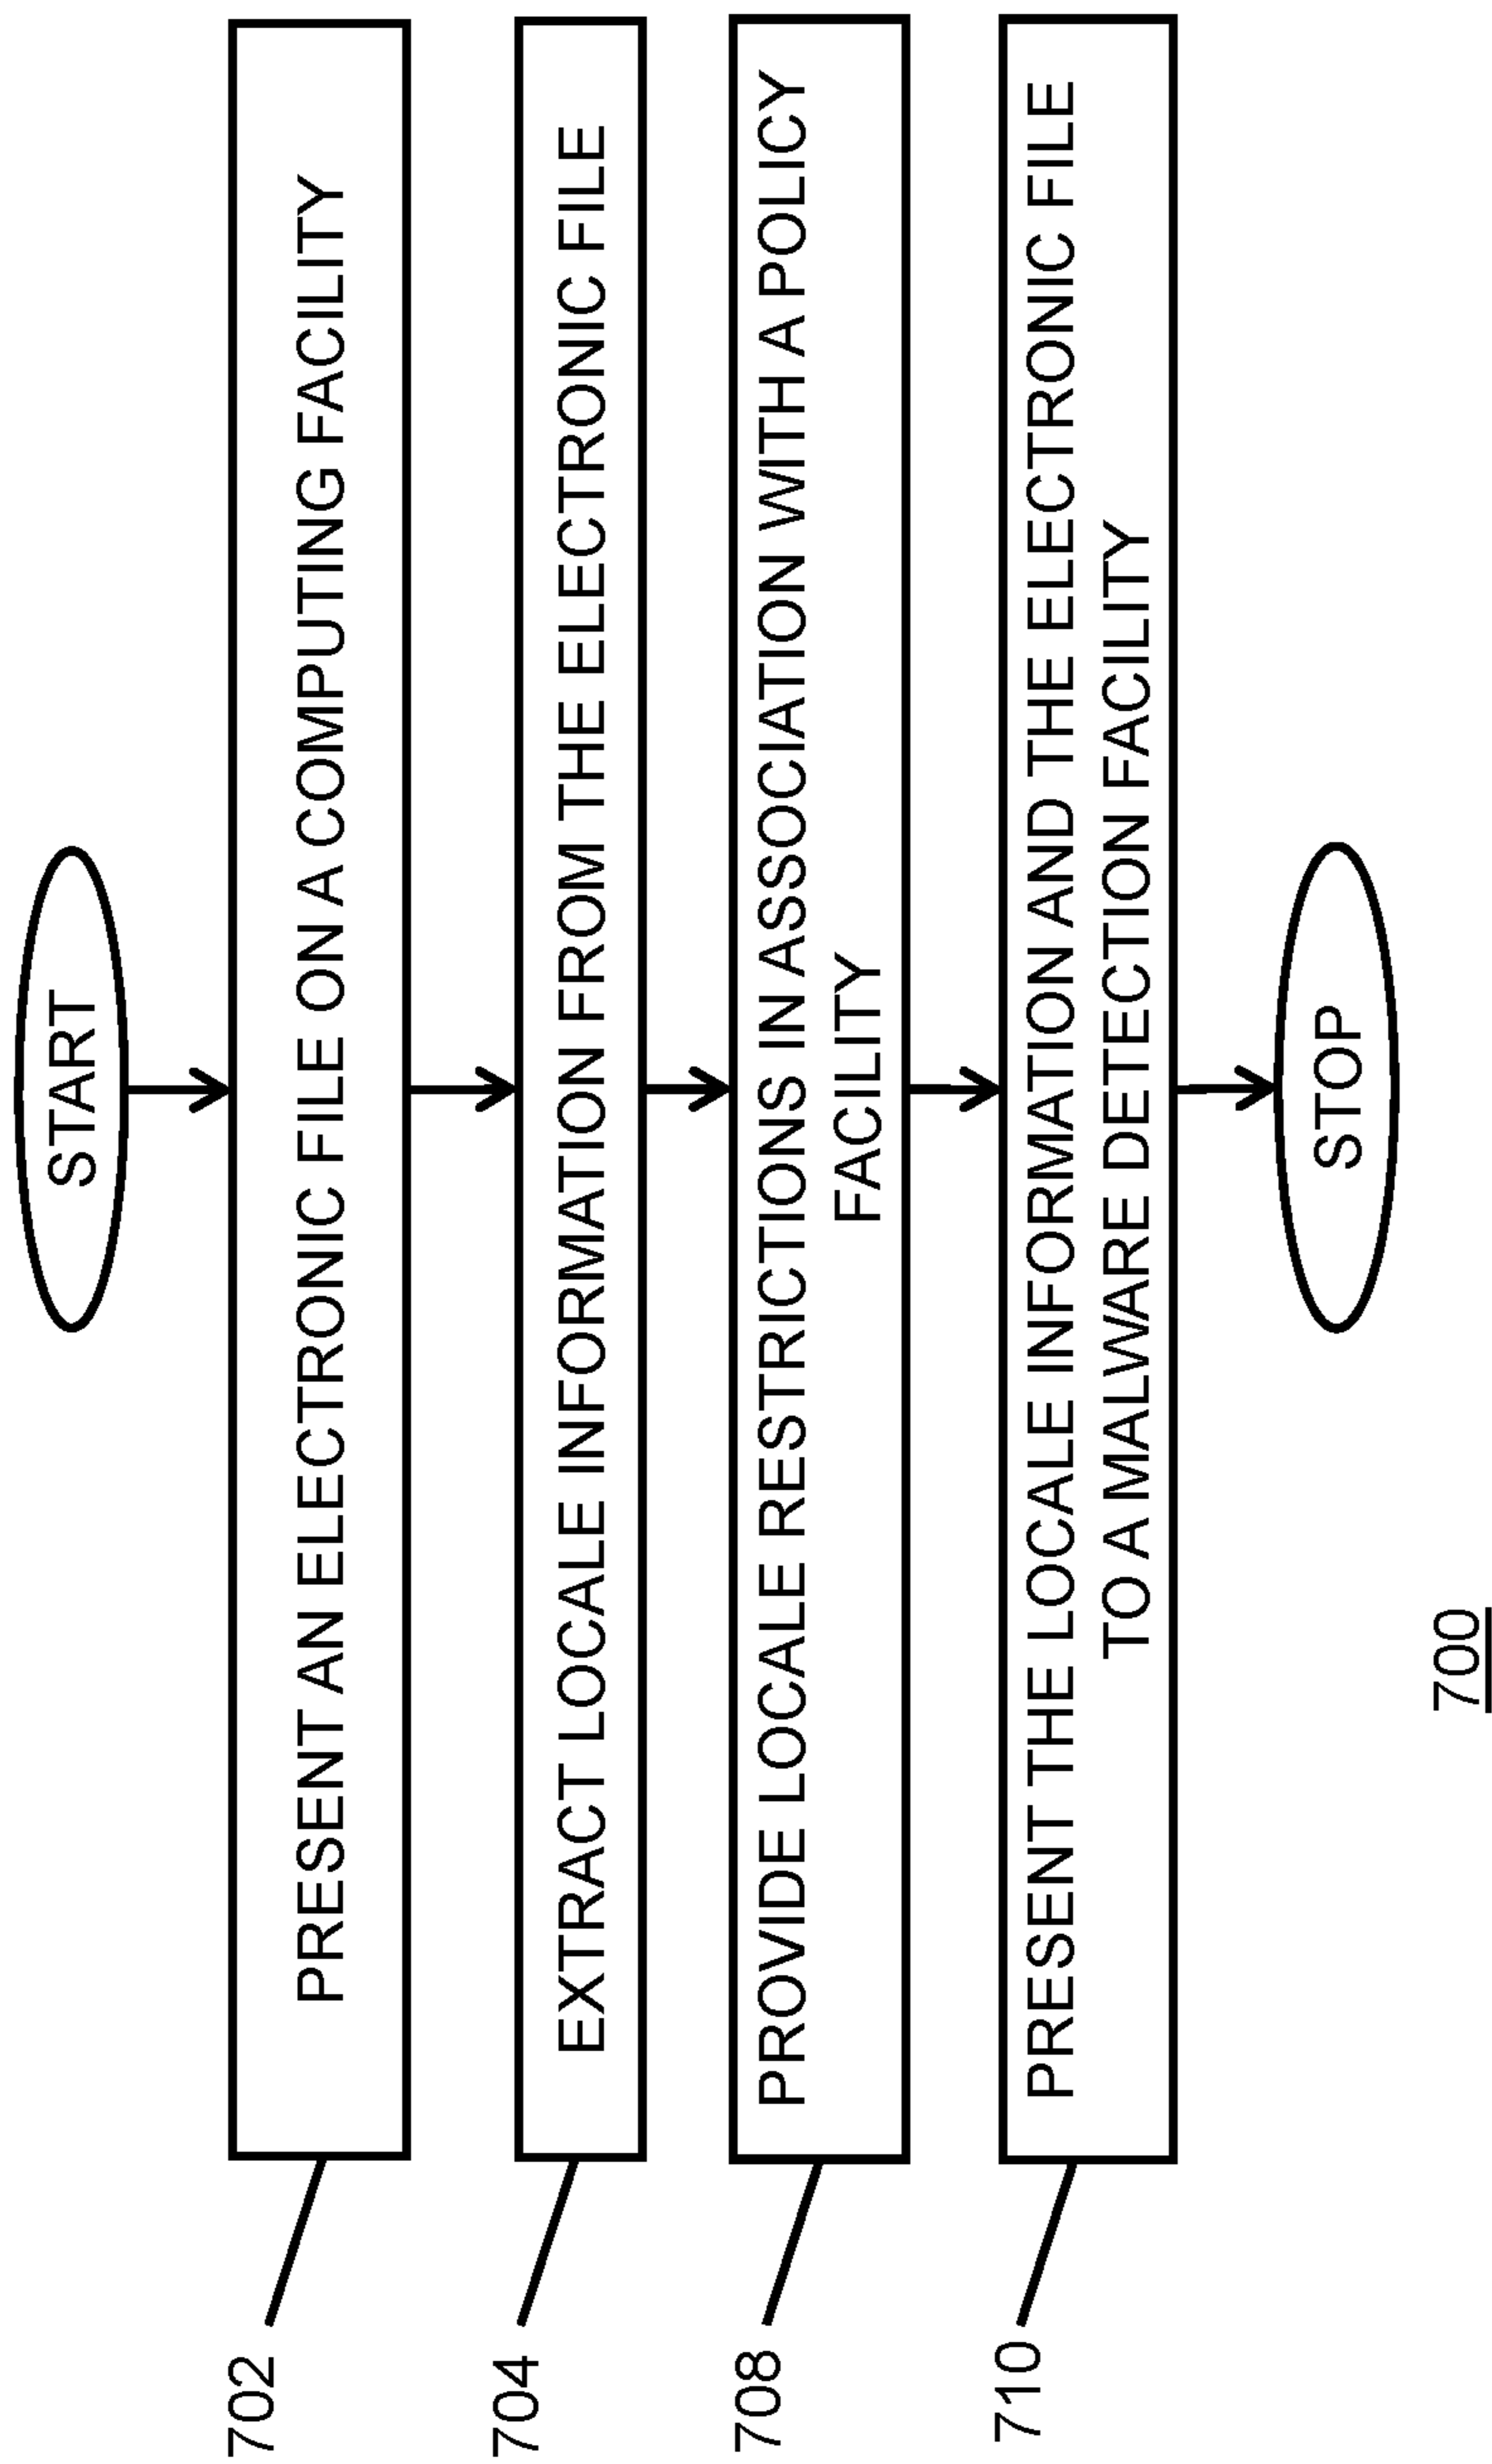 START
702
PRESENT AN ELECTRONIC FILE ON A COMPUTING FACILITY
704
EXTRACT LOCALE INFORMATION FROM THE ELECTRONIC FILE
708
PROVIDE LOCALE RESTRICTIONS IN ASSOCIATION WITH A POLICY
FACILITY
710
PRESENT THE LOCALE INFORMATION AND THE ELECTRONIC FILE
TO A MALWARE DETECTION FACILITY
STOP
700